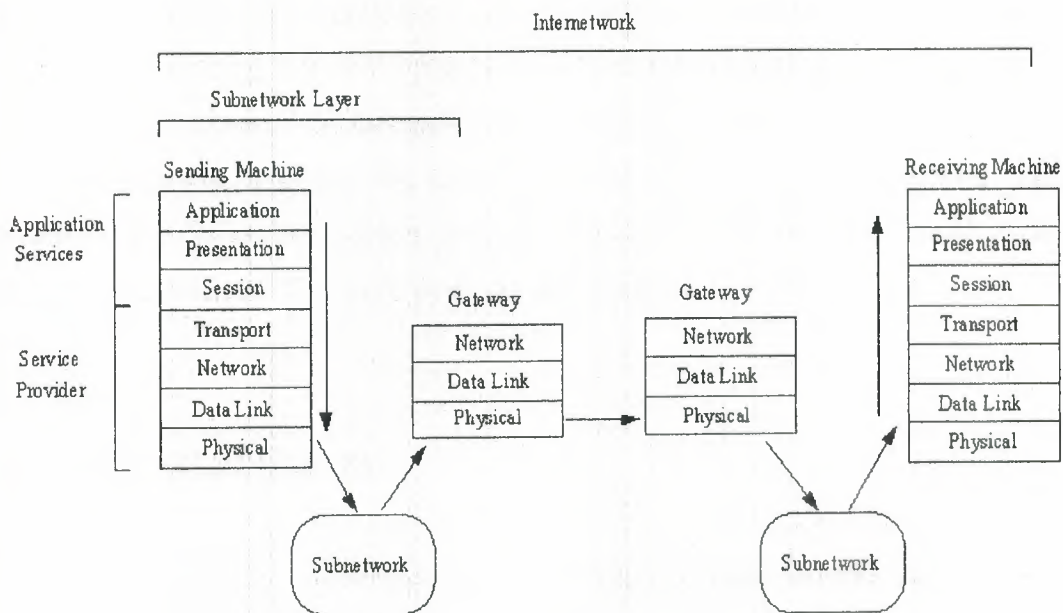 Internetwork
Subnetwork Layer
Sending Machine
Receiving Machine
Application
Services
Service
Provider
Application
Presentation
Session
Transport
Network
Data Link
Physical
Gateway
Network
Data Link
Physical
Gateway
Network
Data Link
Physical
Application
Presentation
Session
Transport
Network
Data Link
Physical
Subnetwork
Subnetwork